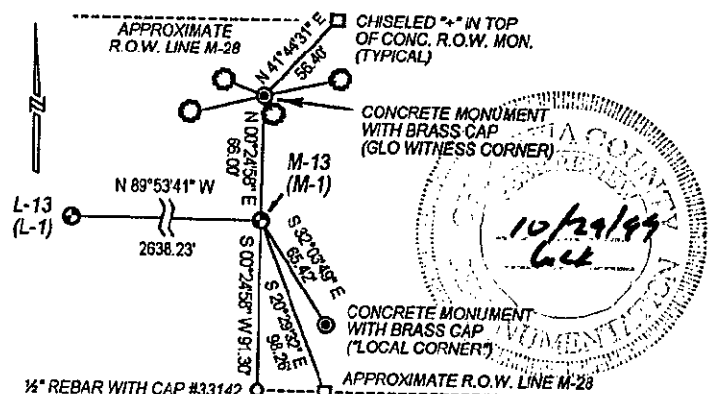 APPROXIMATE
R.O.W. LINE M-28
CHISELED "+" IN TOP
OF CONC. R.O.W. MON.
(TYPICAL)
N 41°44'31" E
56.40'
CONCRETE MONUMENT
WITH BRASS CAP
(GLO WITNESS CORNER)
N 00°24'58" E
66.00'
M-13
(M-1)
N 89°53'41" W
2638.23'
L-13
(L-1)
S 32°03'49" E
65.42'
S 20°29'32" E
98.26'
S 00°24'58" W 91.30'
CONCRETE MONUMENT
WITH BRASS CAP
("LOCAL CORNER")
½" REBAR WITH CAP #33142
APPROXIMATE R.O.W. LINE M-28
COUNTY
10/29/99